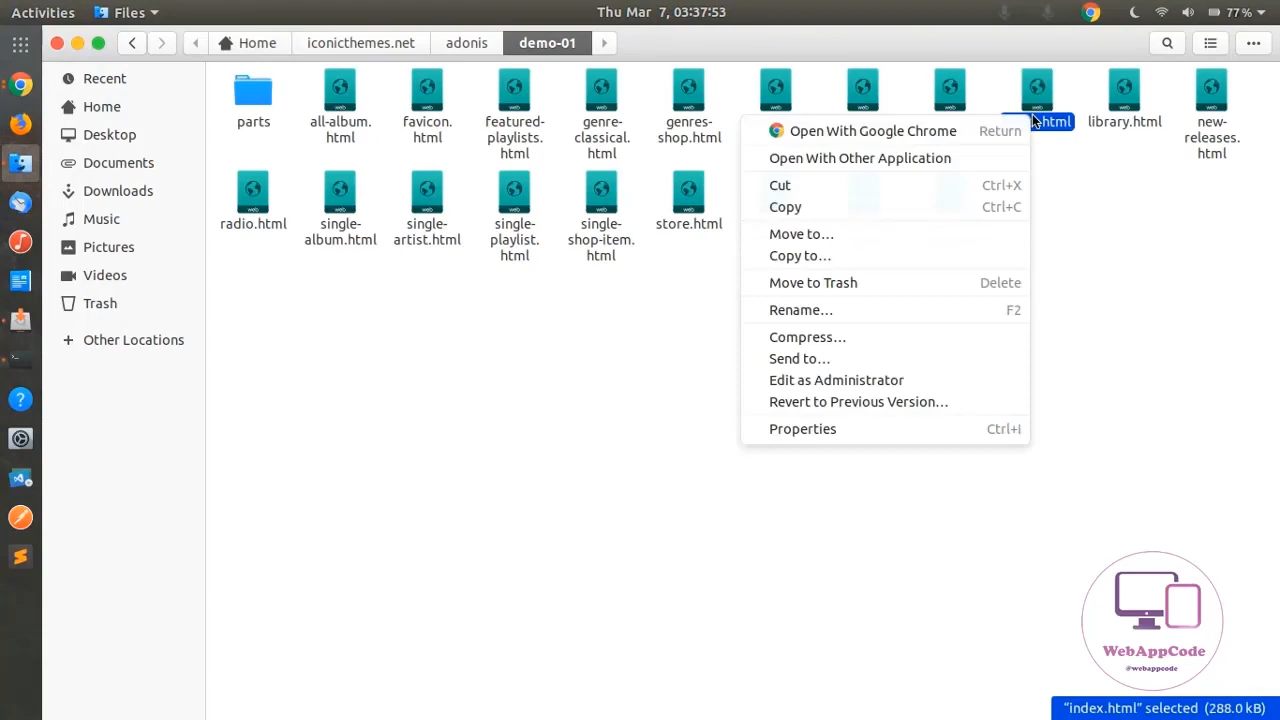 Activities
Files
Thu Mar 7, 03:37:53
77 %
Home
iconicthemes.net
adonis
demo-01
Recent
Home
Desktop
Documents
Downloads
Music
Pictures
Videos
Trash
+ Other Locations
parts
all-album.
html
favicon.
html
featured-
playlists.
html
genre-
classical.
html
genres-
shop.html
.html
library.html
new-
releases.
html
radio.html
single-
album.html
single-
artist.html
single-
playlist.
html
single-
shop-item.
html
store.html
Open With Google Chrome Return
Open With Other Application
Cut Ctrl+X
Copy Ctrl+C
Move to…
Copy to…
Move to Trash Delete
Rename… F2
Compress…
Send to…
Edit as Administrator
Revert to Previous Version…
Properties Ctrl+I
WebAppCode
@webappcode
"index.html" selected (288.0 kB)